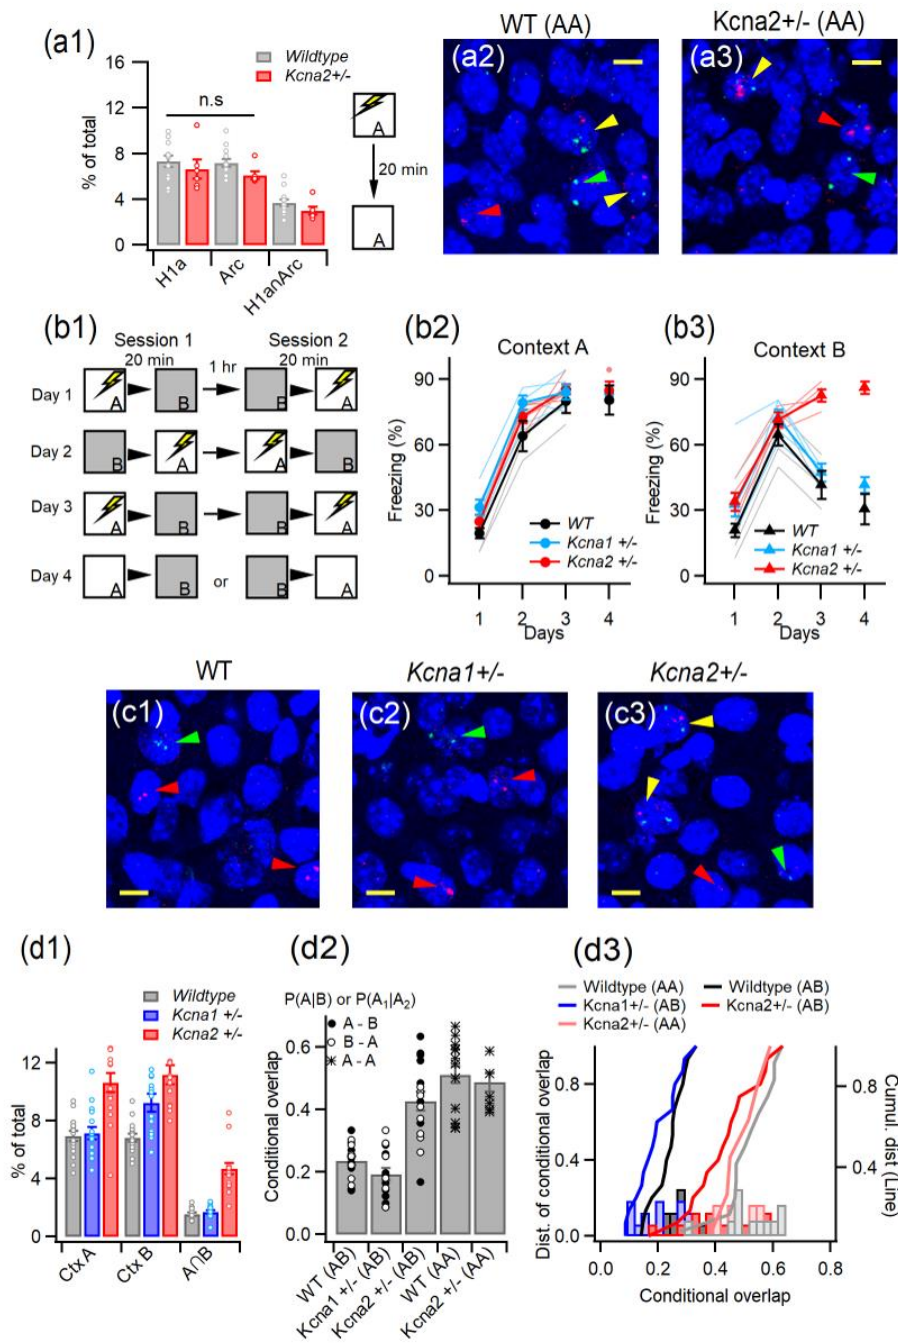 (a1)
Wildtype
Kcna2+/-
16
12
8
4
0
% of total
n.s
H1a
Arc
H1a∩Arc
A
20 min
A
WT (AA)
(a2)
Kcna2+/- (AA)
(a3)
(b1)
Session 1
Session 2
20 min
1 hr
20 min
Day 1
A
B
B
A
Day 2
B
A
A
B
Day 3
A
B
B
A
Day 4
A
B
or
B
A
(b2)
Context A
90
60
30
0
Freezing (%)
WT
Kcna1 +/-
Kcna2 +/-
1
2
3
4
Days
(b3)
Context B
90
60
30
0
Freezing (%)
WT
Kcna1 +/-
Kcna2 +/-
1
2
3
4
Days
WT
(c1)
Kcna1+/-
(c2)
Kcna2+/-
(c3)
(d1)
Wildtype
Kcna1 +/-
Kcna2 +/-
12
8
4
0
% of total
Ctx A
Ctx B
A∩B
(d2)
P(A|B) or P(A₁|A₂)
A - B
B - A
A - A
0.6
0.4
0.2
0.0
Conditional overlap
WT (AB)
Kcna1 +/- (AB)
Kcna2 +/- (AB)
WT (AA)
Kcna2 +/- (AA)
(d3)
Wildtype (AA)
Wildtype (AB)
Kcna1+/- (AB)
Kcna2+/- (AB)
Kcna2+/- (AA)
0.8
0.4
0.0
Dist. of conditional overlap
0.8
0.4
Cumul. dist (Line)
0.0
0.2
0.4
0.6
0.8
Conditional overlap